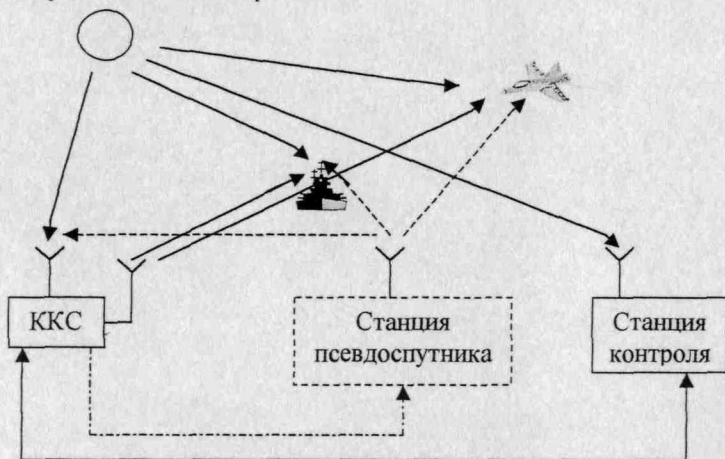 ККС
Станция
псевдоспутника
Станция
контроля